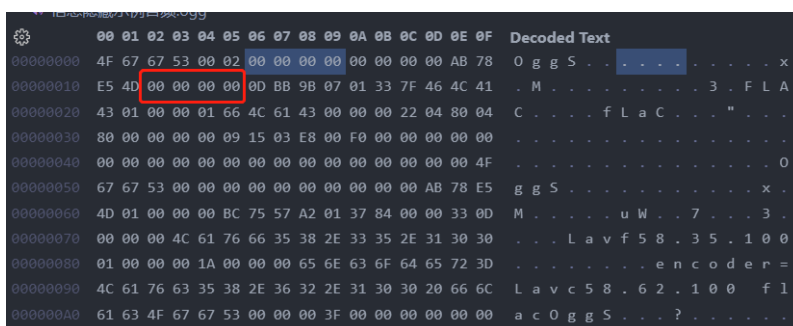 信息隐藏示例音频.ogg
00 01 02 03 04 05 06 07 08 09 0A 0B 0C 0D 0E 0F Decoded Text
00000000 4F 67 67 53 00 02 00 00 00 00 00 00 00 00 AB 78 O g g S . . . . . . . . . . . x
00000010 E5 4D 00 00 00 00 0D BB 9B 07 01 33 7F 46 4C 41 . M . . . . . . . . . 3 . F L A
00000020 43 01 00 00 01 66 4C 61 43 00 00 00 22 04 80 04 C . . . . f L a C . . . " . . .
00000030 80 00 00 00 00 09 15 03 E8 00 F0 00 00 00 00 00 . . . . . . . . . . . . . . . .
00000040 00 00 00 00 00 00 00 00 00 00 00 00 00 00 00 4F . . . . . . . . . . . . . . . O
00000050 67 67 53 00 00 00 00 00 00 00 00 00 00 AB 78 E5 g g S . . . . . . . . . . . x .
00000060 4D 01 00 00 00 BC 75 57 A2 01 37 84 00 00 33 0D M . . . . . u W . . 7 . . . 3 .
00000070 00 00 00 4C 61 76 66 35 38 2E 33 35 2E 31 30 30 . . . L a v f 5 8 . 3 5 . 1 0 0
00000080 01 00 00 00 1A 00 00 00 65 6E 63 6F 64 65 72 3D . . . . . . . . e n c o d e r =
00000090 4C 61 76 63 35 38 2E 36 32 2E 31 30 30 20 66 6C L a v c 5 8 . 6 2 . 1 0 0   f l
000000A0 61 63 4F 67 67 53 00 00 00 3F 00 00 00 00 00 00 a c O g g S . . . ? . . . . . .